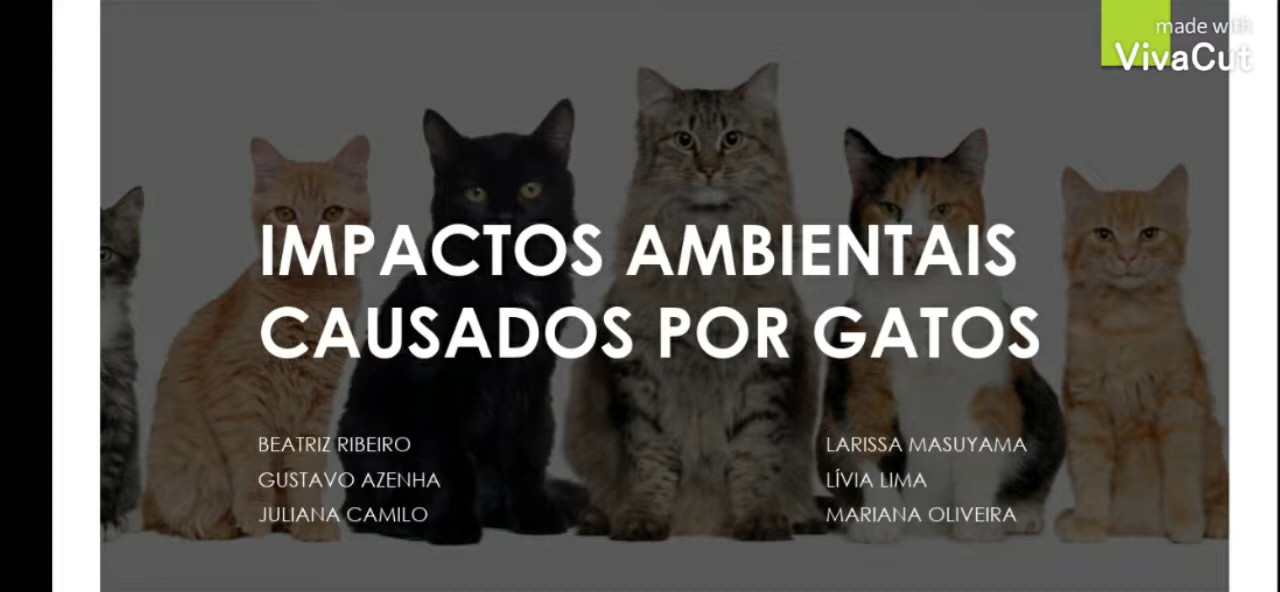 made with
VivaCut
IMPACTOS AMBIENTAIS
CAUSADOS POR GATOS
BEATRIZ RIBEIRO
GUSTAVO AZENHA
JULIANA CAMILO
LARISSA MASUYAMA
LÍVIA LIMA
MARIANA OLIVEIRA